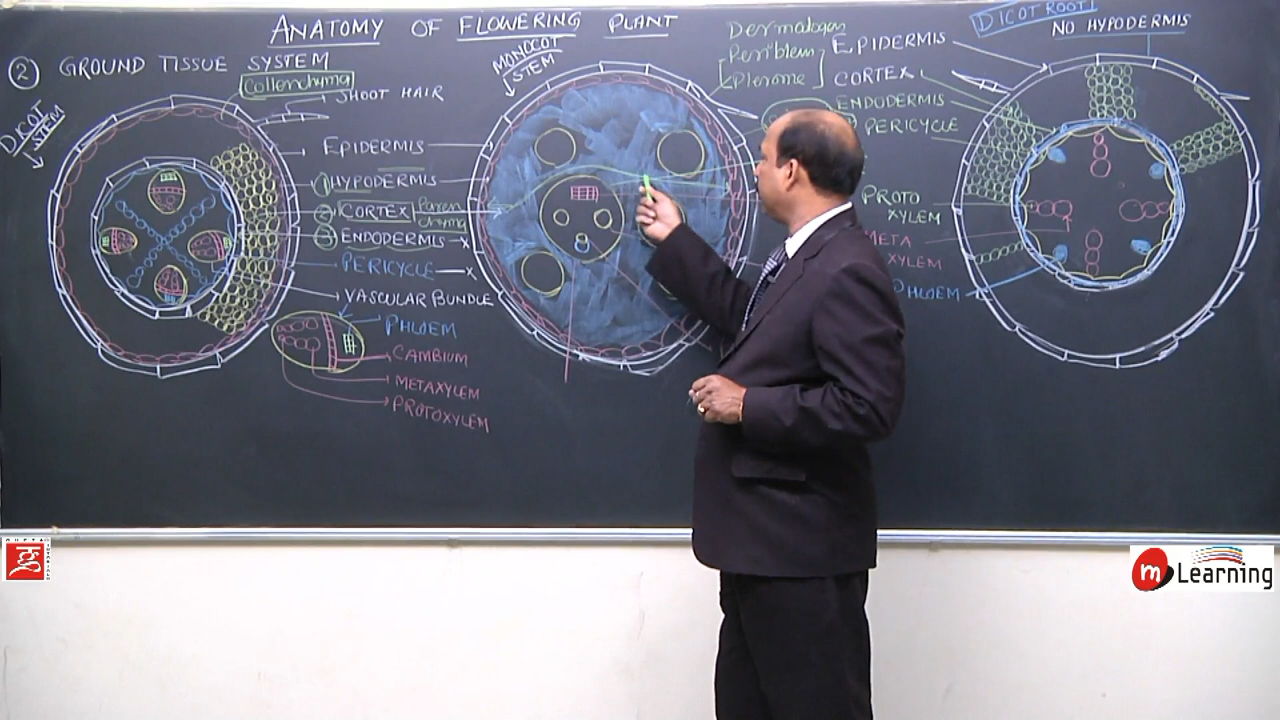 ANATOMY OF FLOWERING PLANT
② GROUND TISSUE SYSTEM
DICOT STEM
Collenchyma
SHOOT HAIR
EPIDERMIS
① HYPODERMIS
② CORTEX Paren chyma
③ ENDODERMIS x
PERICYCLE x
VASCULAR BUNDLE
PHLOEM
CAMBIUM
METAXYLEM
PROTOXYLEM
MONOCOT STEM
Dermatogen
Periblem
Plerome
DICOT ROOT
NO HYPODERMIS
EPIDERMIS
CORTEX
ENDODERMIS
PERICYCLE
PROTO
XYLEM
META
XYLEM
PHLOEM
m Learning